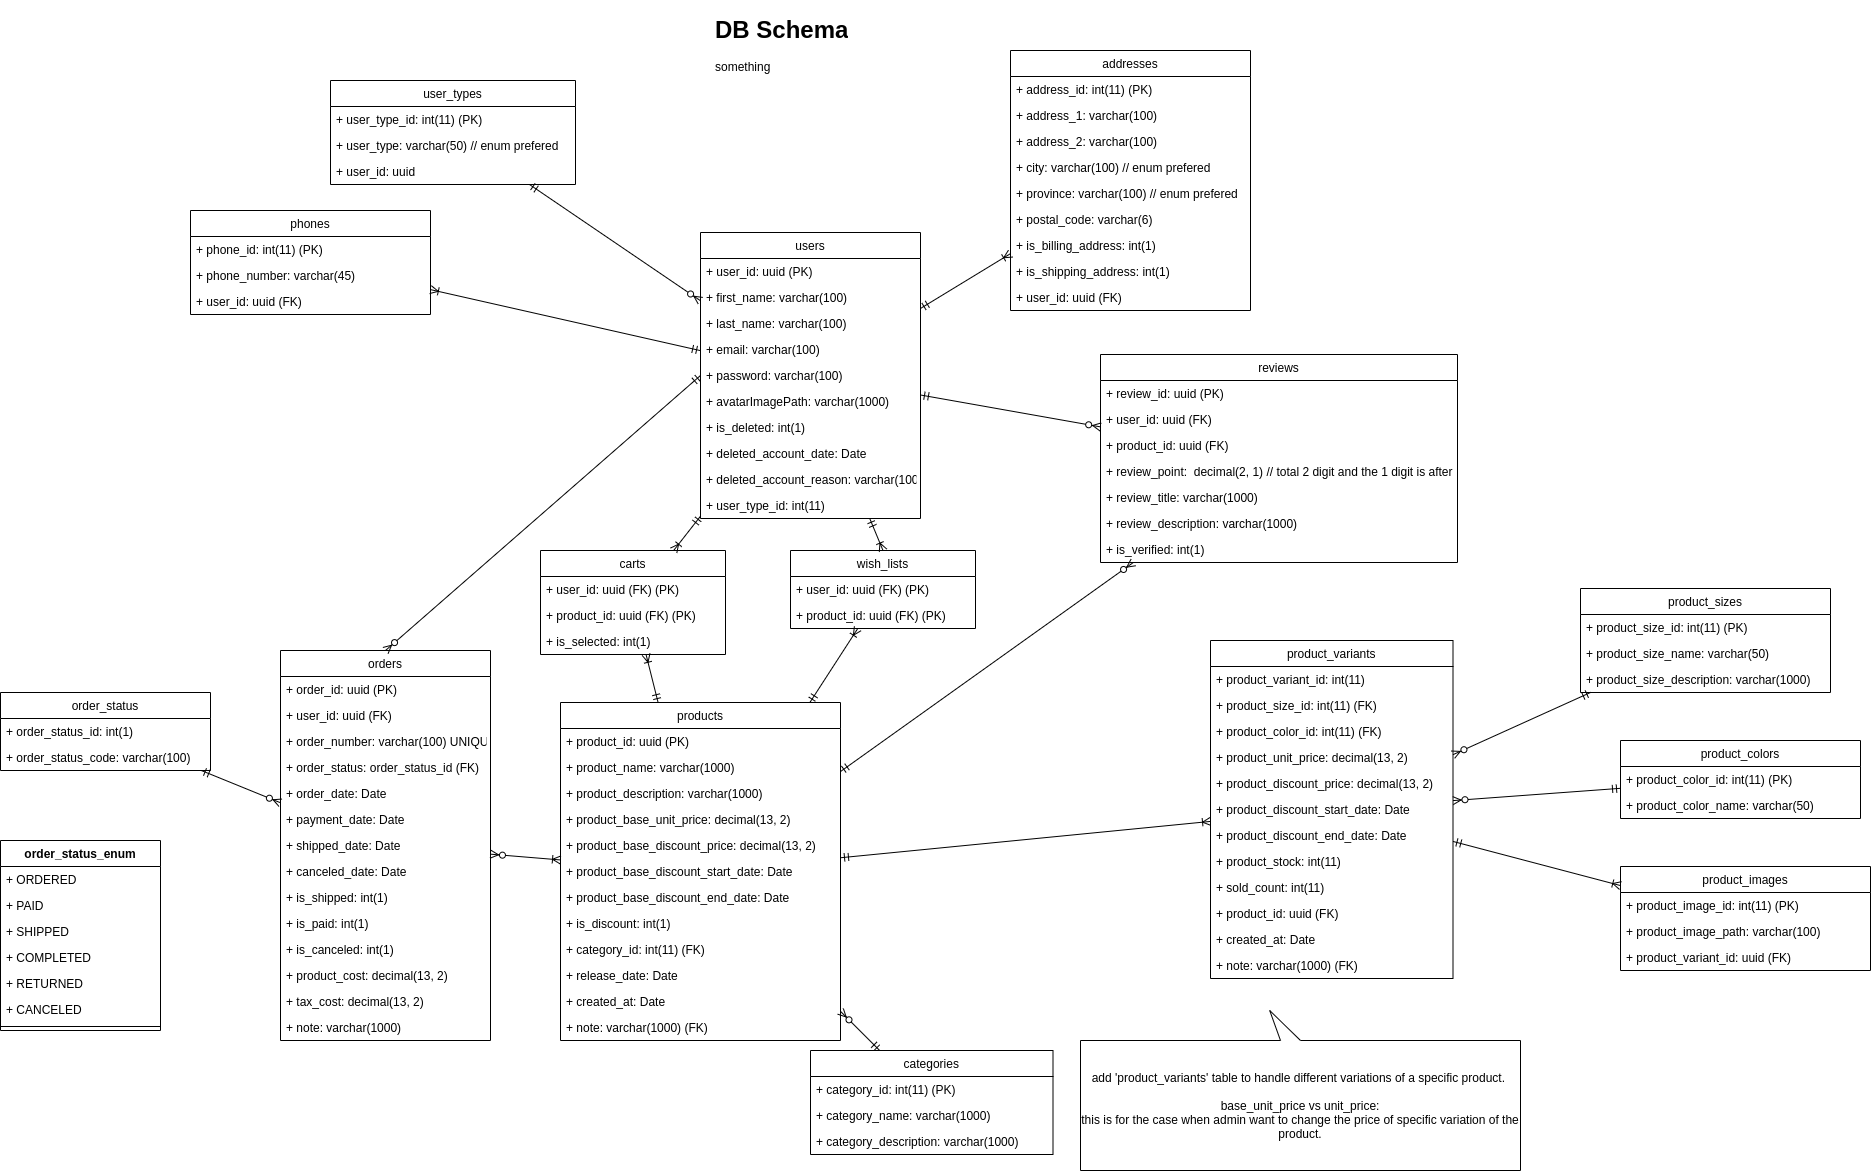 DB Schema
something
user_types
+ user_type_id: int(11) (PK)
+ user_type: varchar(50) // enum prefered
+ user_id: uuid
phones
+ phone_id: int(11) (PK)
+ phone_number: varchar(45)
+ user_id: uuid (FK)
users
+ user_id: uuid (PK)
+ first_name: varchar(100)
+ last_name: varchar(100)
+ email: varchar(100)
+ password: varchar(100)
+ avatarImagePath: varchar(1000)
+ is_deleted: int(1)
+ deleted_account_date: Date
+ deleted_account_reason: varchar(100
+ user_type_id: int(11)
addresses
+ address_id: int(11) (PK)
+ address_1: varchar(100)
+ address_2: varchar(100)
+ city: varchar(100) // enum prefered
+ province: varchar(100) // enum prefered
+ postal_code: varchar(6)
+ is_billing_address: int(1)
+ is_shipping_address: int(1)
+ user_id: uuid (FK)
reviews
+ review_id: uuid (PK)
+ user_id: uuid (FK)
+ product_id: uuid (FK)
+ review_point:  decimal(2, 1) // total 2 digit and the 1 digit is after
+ review_title: varchar(1000)
+ review_description: varchar(1000)
+ is_verified: int(1)
carts
+ user_id: uuid (FK) (PK)
+ product_id: uuid (FK) (PK)
+ is_selected: int(1)
wish_lists
+ user_id: uuid (FK) (PK)
+ product_id: uuid (FK) (PK)
orders
+ order_id: uuid (PK)
+ user_id: uuid (FK)
+ order_number: varchar(100) UNIQU
+ order_status: order_status_id (FK)
+ order_date: Date
+ payment_date: Date
+ shipped_date: Date
+ canceled_date: Date
+ is_shipped: int(1)
+ is_paid: int(1)
+ is_canceled: int(1)
+ product_cost: decimal(13, 2)
+ tax_cost: decimal(13, 2)
+ note: varchar(1000)
order_status
+ order_status_id: int(1)
+ order_status_code: varchar(100)
order_status_enum
+ ORDERED
+ PAID
+ SHIPPED
+ COMPLETED
+ RETURNED
+ CANCELED
products
+ product_id: uuid (PK)
+ product_name: varchar(1000)
+ product_description: varchar(1000)
+ product_base_unit_price: decimal(13, 2)
+ product_base_discount_price: decimal(13, 2)
+ product_base_discount_start_date: Date
+ product_base_discount_end_date: Date
+ is_discount: int(1)
+ category_id: int(11) (FK)
+ release_date: Date
+ created_at: Date
+ note: varchar(1000) (FK)
categories
+ category_id: int(11) (PK)
+ category_name: varchar(1000)
+ category_description: varchar(1000)
product_variants
+ product_variant_id: int(11)
+ product_size_id: int(11) (FK)
+ product_color_id: int(11) (FK)
+ product_unit_price: decimal(13, 2)
+ product_discount_price: decimal(13, 2)
+ product_discount_start_date: Date
+ product_discount_end_date: Date
+ product_stock: int(11)
+ sold_count: int(11)
+ product_id: uuid (FK)
+ created_at: Date
+ note: varchar(1000) (FK)
product_sizes
+ product_size_id: int(11) (PK)
+ product_size_name: varchar(50)
+ product_size_description: varchar(1000)
product_colors
+ product_color_id: int(11) (PK)
+ product_color_name: varchar(50)
product_images
+ product_image_id: int(11) (PK)
+ product_image_path: varchar(100)
+ product_variant_id: uuid (FK)
add 'product_variants' table to handle different variations of a specific product.
base_unit_price vs unit_price:
this is for the case when admin want to change the price of specific variation of the
product.